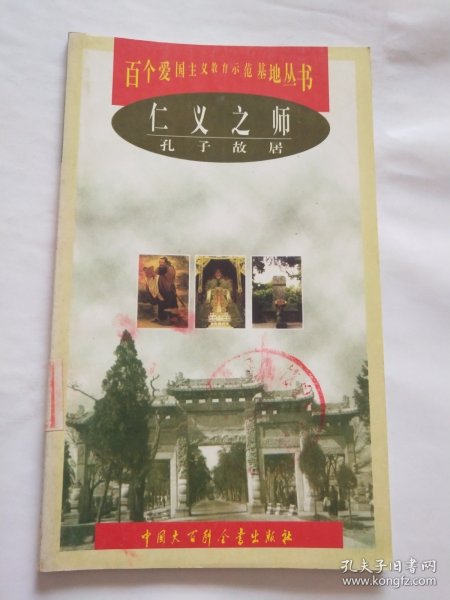 百个爱国主义教育示范基地丛书
仁义之师
孔子故居
中国大百科全书出版社
孔夫子旧书网
www.kongfz.com